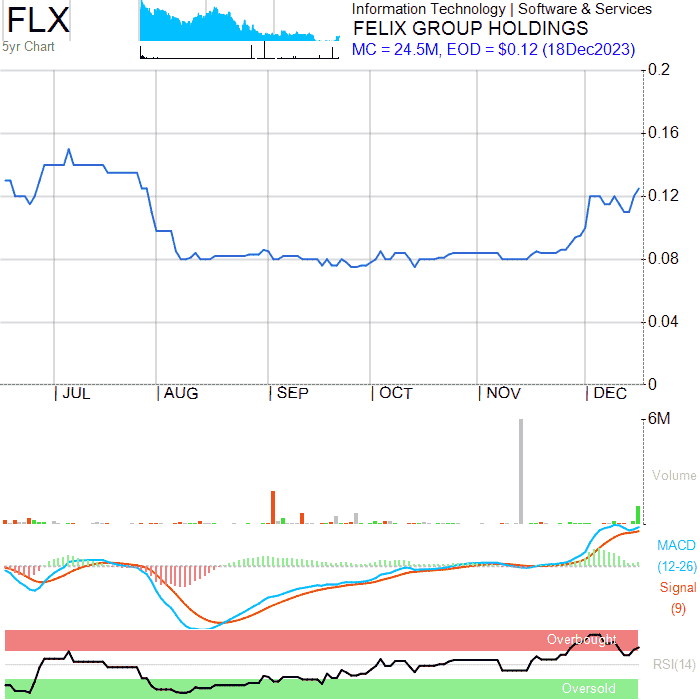 FLX
5yr Chart
Information Technology | Software & Services
FELIX GROUP HOLDINGS
MC = 24.5M, EOD = $0.12 (18Dec2023)
0.2
0.16
0.12
0.08
0.04
0
JUL AUG SEP OCT NOV DEC
6M
Volume
MACD
(12-26)
Signal
(9)
Overbought
RSI(14)
Oversold